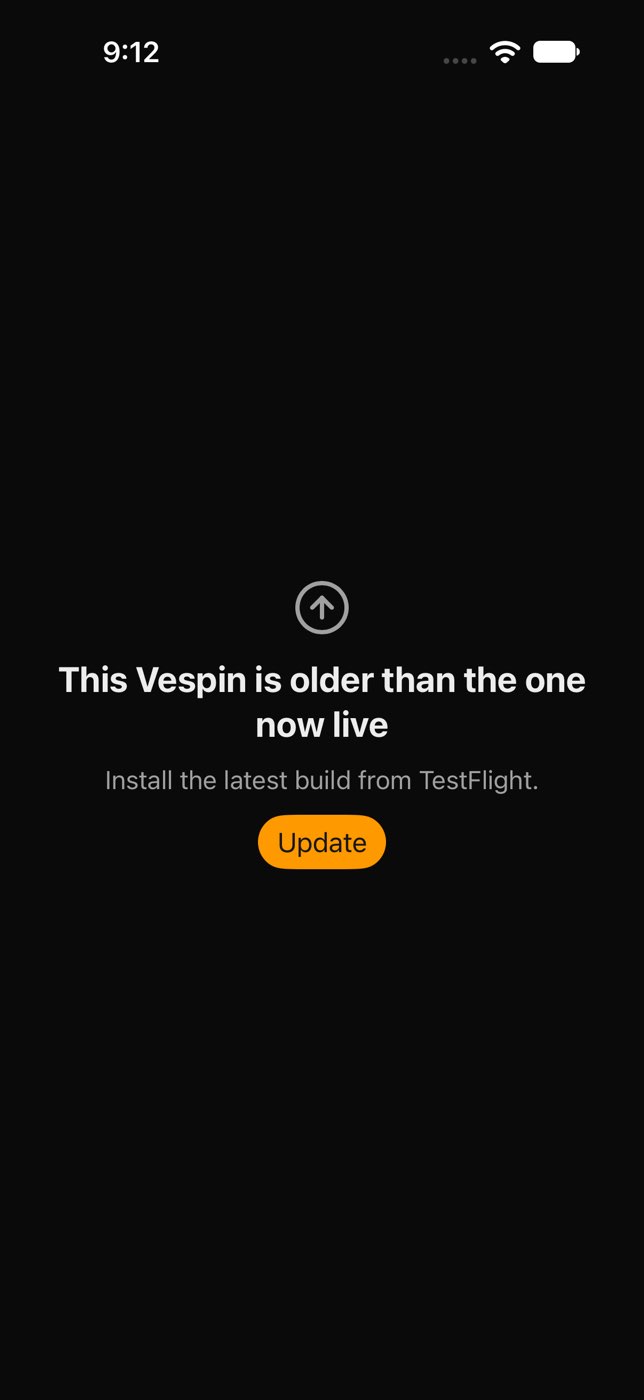 9:12
This Vespin is older than the one
now live
Install the latest build from TestFlight.
Update